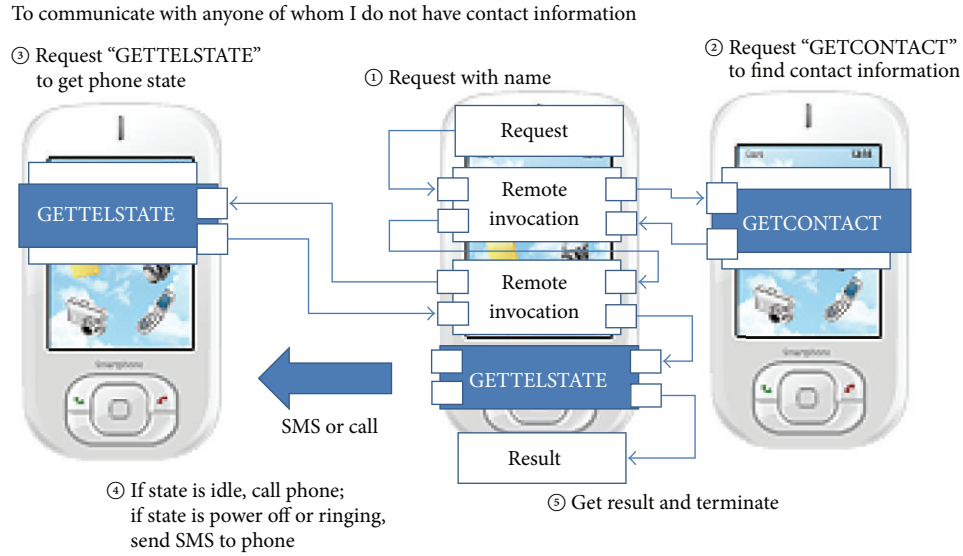 To communicate with anyone of whom I do not have contact information
③ Request “GETTELSTATE”
to get phone state
① Request with name
② Request “GETCONTACT”
to find contact information
Request
Remote
invocation
GETTELSTATE
GETCONTACT
Remote
invocation
GETTELSTATE
SMS or call
Result
Smartphone
Smartphone
④ If state is idle, call phone;
if state is power off or ringing,
send SMS to phone
⑤ Get result and terminate